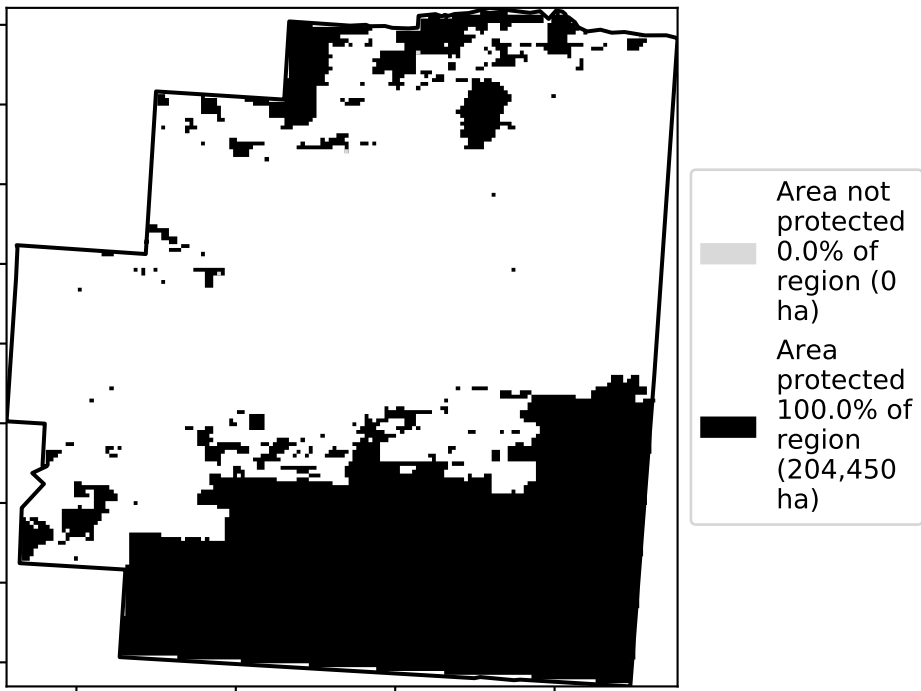 Area not
protected
0.0% of
region (0
ha)
Area
protected
100.0% of
region
(204,450
ha)